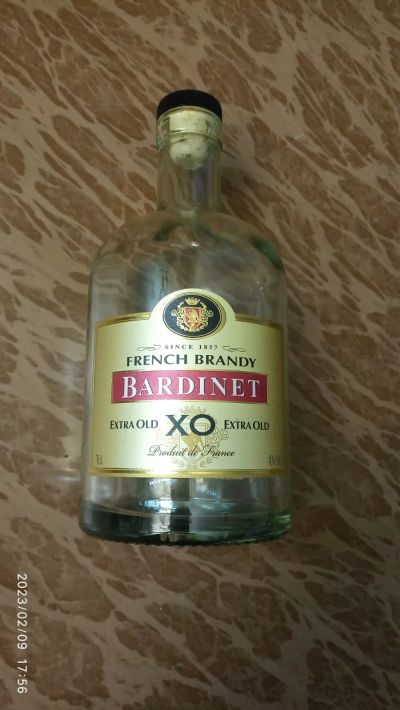 SINCE 1857
FRENCH BRANDY
BARDINET
EXTRA OLD XO EXTRA OLD
Produit de France
2023/02/09 17:56